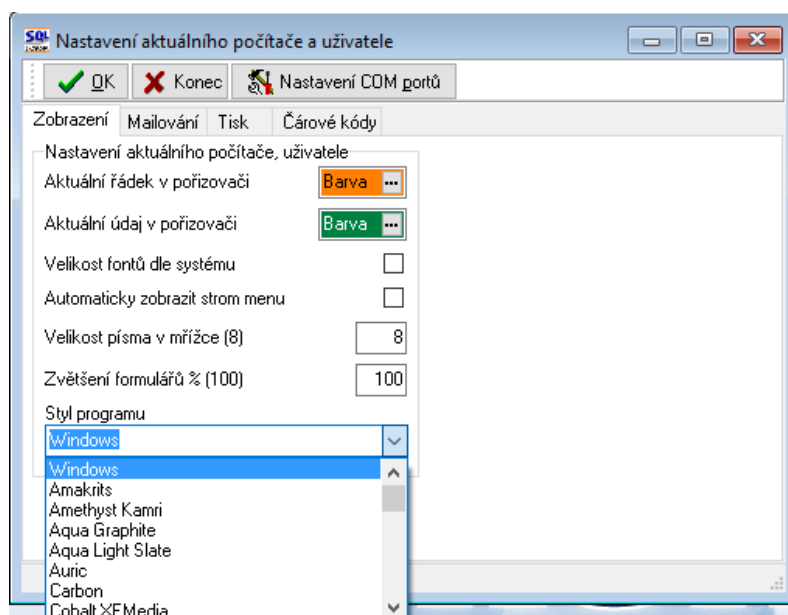 SQL
Nastavení aktuálního počítače a uživatele
OK Konec Nastavení COM portů
Zobrazení Mailování Tisk Čárové kódy
Nastavení aktuálního počítače, uživatele
Aktuální řádek v pořizovači Barva ...
Aktuální údaj v pořizovači Barva ...
Velikost fontů dle systému
Automaticky zobrazit strom menu
Velikost písma v mřížce (8) 8
Zvětšení formulářů % (100) 100
Styl programu
Windows
Windows
Amakrits
Amethyst Kamri
Aqua Graphite
Aqua Light Slate
Auric
Carbon
Cobalt XEMedia